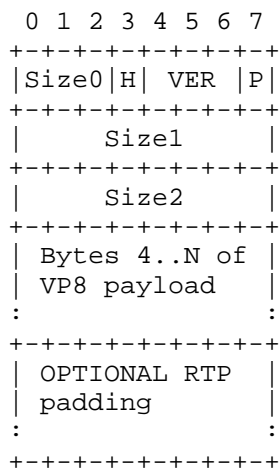 0 1 2 3 4 5 6 7
+-+-+-+-+-+-+-+-+
|Size0|H| VER |P|
+-+-+-+-+-+-+-+-+
|     Size1     |
+-+-+-+-+-+-+-+-+
|     Size2     |
+-+-+-+-+-+-+-+-+
| Bytes 4..N of |
| VP8 payload   |
:               :
+-+-+-+-+-+-+-+-+
| OPTIONAL RTP  |
| padding       |
:               :
+-+-+-+-+-+-+-+-+